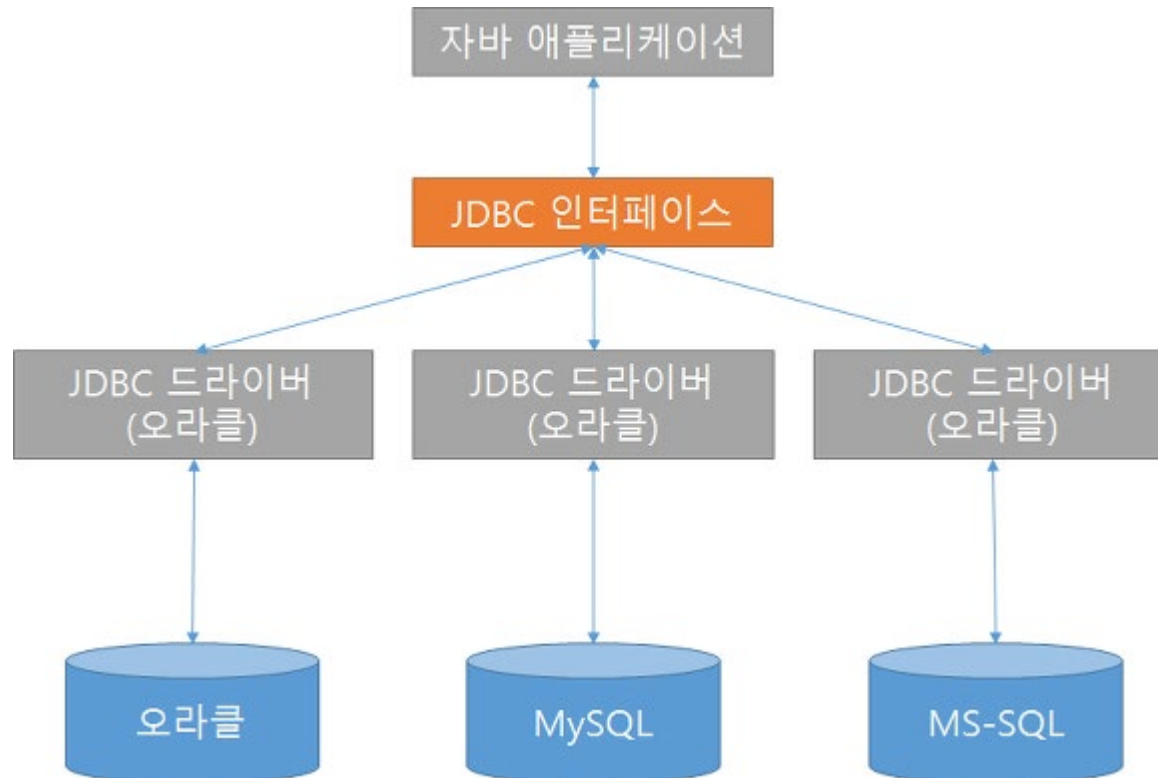 자바 애플리케이션
JDBC 인터페이스
JDBC 드라이버
(오라클)
JDBC 드라이버
(오라클)
JDBC 드라이버
(오라클)
오라클
MySQL
MS-SQL